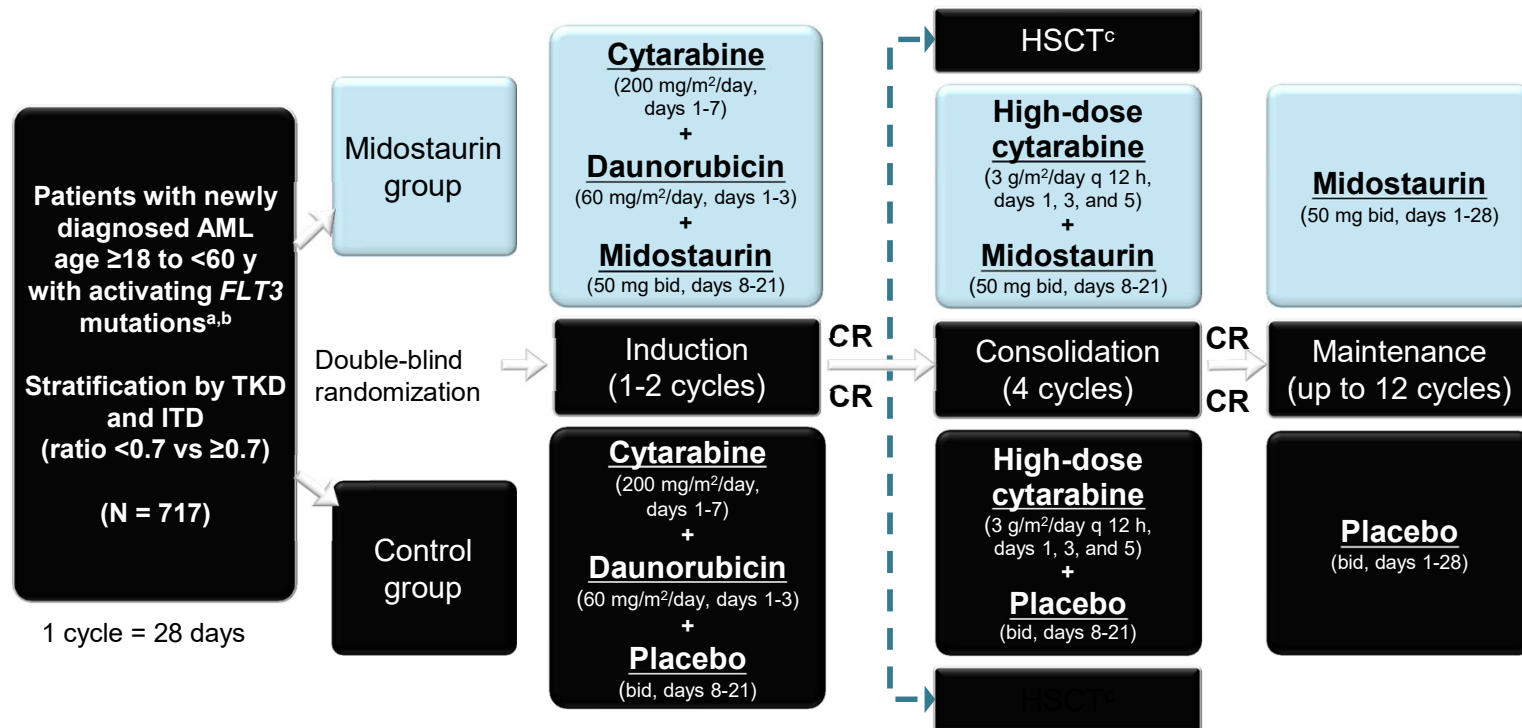 Patients with newly
diagnosed AML
age ≥18 to <60 y
with activating FLT3
mutationsᵃ,ᵇ
Stratification by TKD
and ITD
(ratio <0.7 vs ≥0.7)
(N = 717)
1 cycle = 28 days
Midostaurin
group
Double-blind
randomization
Control
group
Cytarabine
(200 mg/m²/day,
days 1-7)
+
Daunorubicin
(60 mg/m²/day, days 1-3)
+
Midostaurin
(50 mg bid, days 8-21)
Induction
(1-2 cycles)
Cytarabine
(200 mg/m²/day,
days 1-7)
+
Daunorubicin
(60 mg/m²/day, days 1-3)
+
Placebo
(bid, days 8-21)
CR
CR
HSCTᶜ
High-dose
cytarabine
(3 g/m²/day q 12 h,
days 1, 3, and 5)
+
Midostaurin
(50 mg bid, days 8-21)
Consolidation
(4 cycles)
High-dose
cytarabine
(3 g/m²/day q 12 h,
days 1, 3, and 5)
+
Placebo
(bid, days 8-21)
HSCTᶜ
CR
CR
Midostaurin
(50 mg bid, days 1-28)
Maintenance
(up to 12 cycles)
Placebo
(bid, days 1-28)